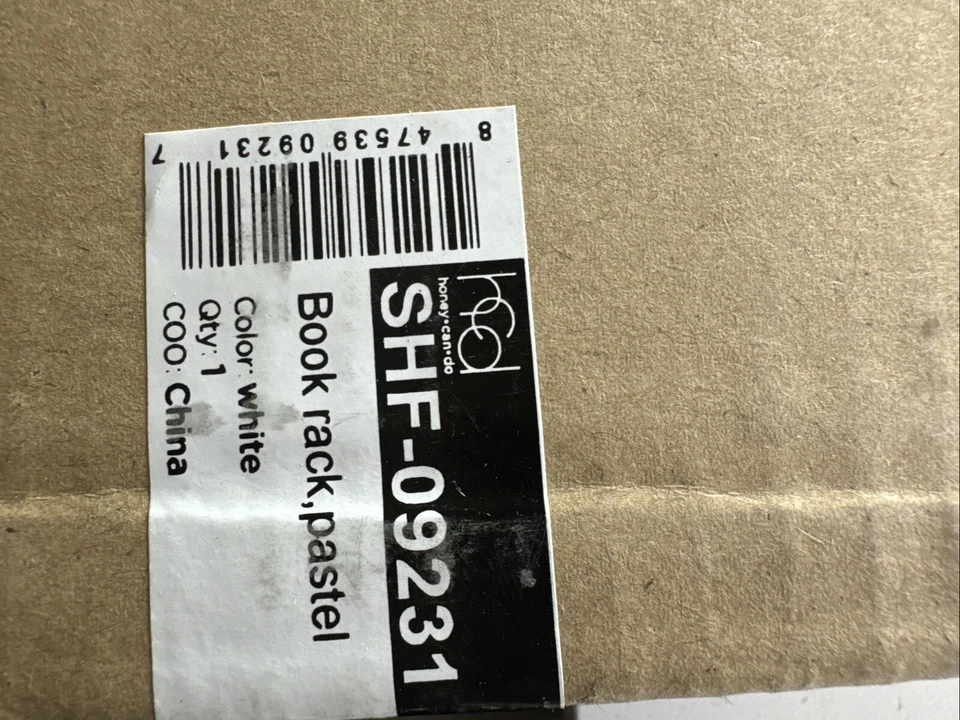 hcd
honey•can•do
SHF-09231
Book rack,pastel
Color: white
Qty: 1
COO: China
8 47539 09231 7